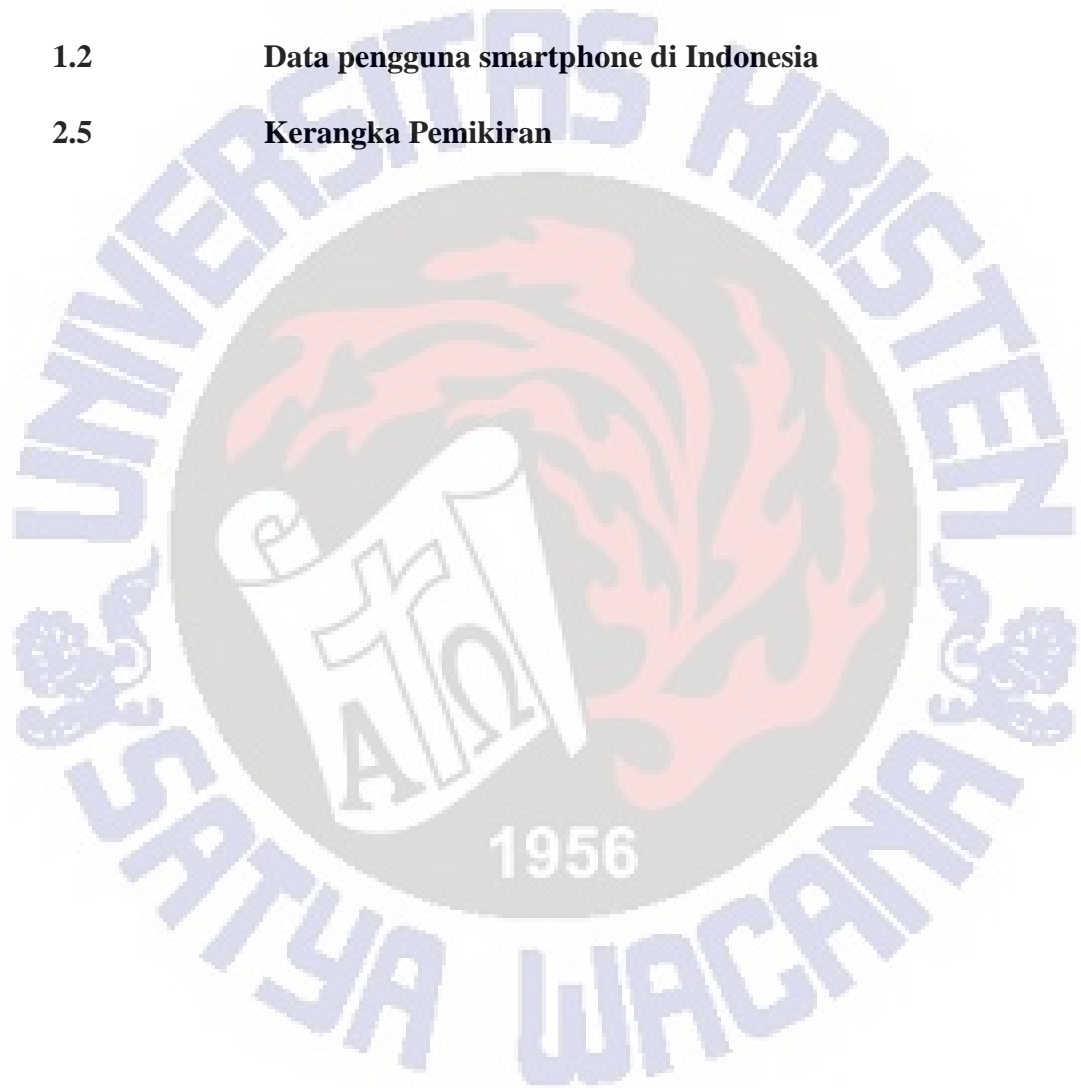 1.2 Data pengguna smartphone di Indonesia
2.5 Kerangka Pemikiran
UNIVERSITAS KRISTEN
Α Ω
1956
SATYA WACANA